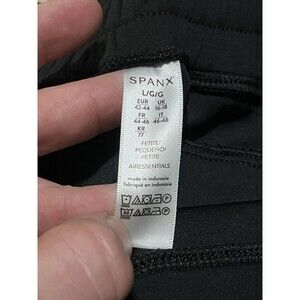 SPANX
L/G/G
EUR UK
42-44 16-18
FR IT
44-46 46-48
KR
77
PETITE/
PEQUEÑO/
PETITE
AIRESSENTIALS
made in indonesia
fabriqué en indonésie